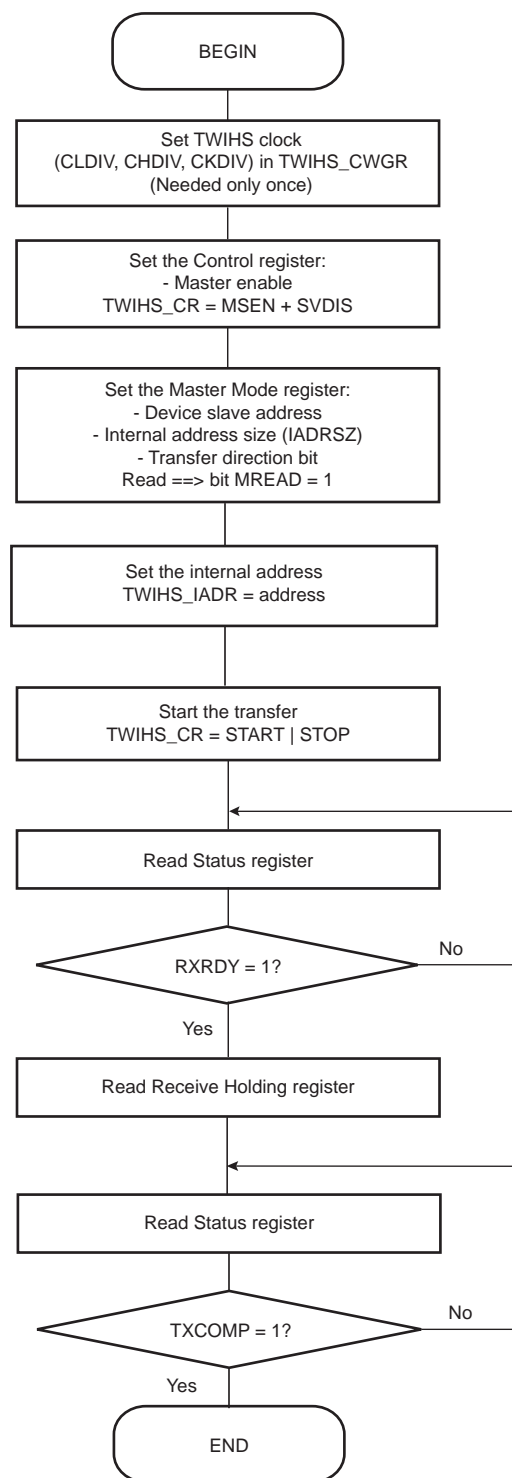 BEGIN
Set TWIHS clock
(CLDIV, CHDIV, CKDIV) in TWIHS_CWGR
(Needed only once)
Set the Control register:
- Master enable
TWIHS_CR = MSEN + SVDIS
Set the Master Mode register:
- Device slave address
- Internal address size (IADRSZ)
- Transfer direction bit
Read ==> bit MREAD = 1
Set the internal address
TWIHS_IADR = address
Start the transfer
TWIHS_CR = START | STOP
Read Status register
RXRDY = 1?
No
Yes
Read Receive Holding register
Read Status register
TXCOMP = 1?
No
Yes
END